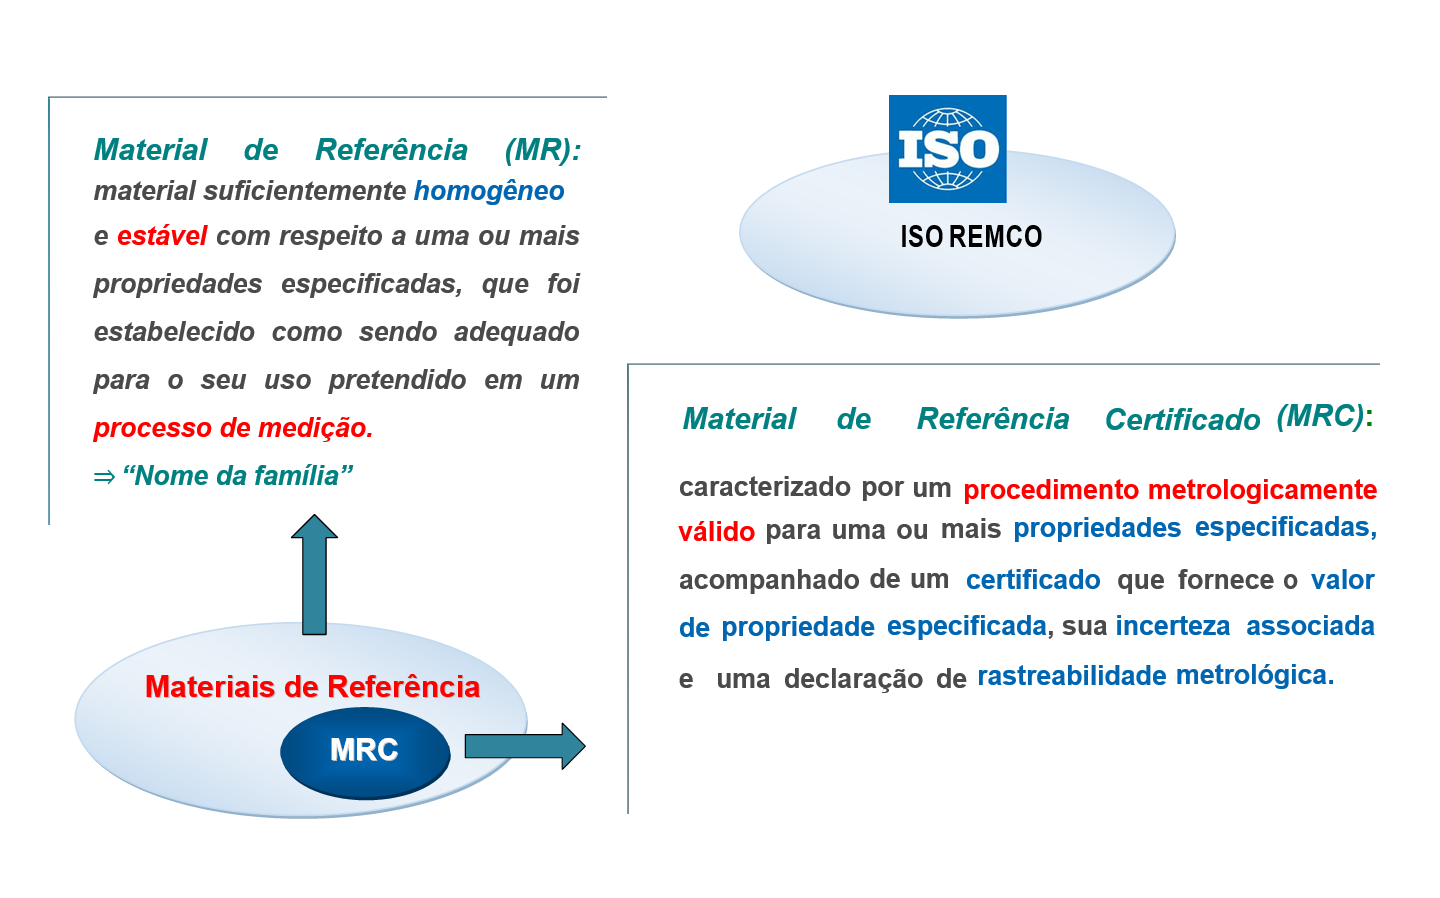 Material de Referência (MR):
material suficientemente homogêneo
e estável com respeito a uma ou mais
propriedades especificadas, que foi
estabelecido como sendo adequado
para o seu uso pretendido em um
processo de medição.
⇒ “Nome da família”
ISO
ISO REMCO
Material de Referência Certificado (MRC):
caracterizado por um procedimento metrologicamente
válido para uma ou mais propriedades especificadas,
acompanhado de um certificado que fornece o valor
de propriedade especificada, sua incerteza associada
e uma declaração de rastreabilidade metrológica.
Materiais de Referência
MRC